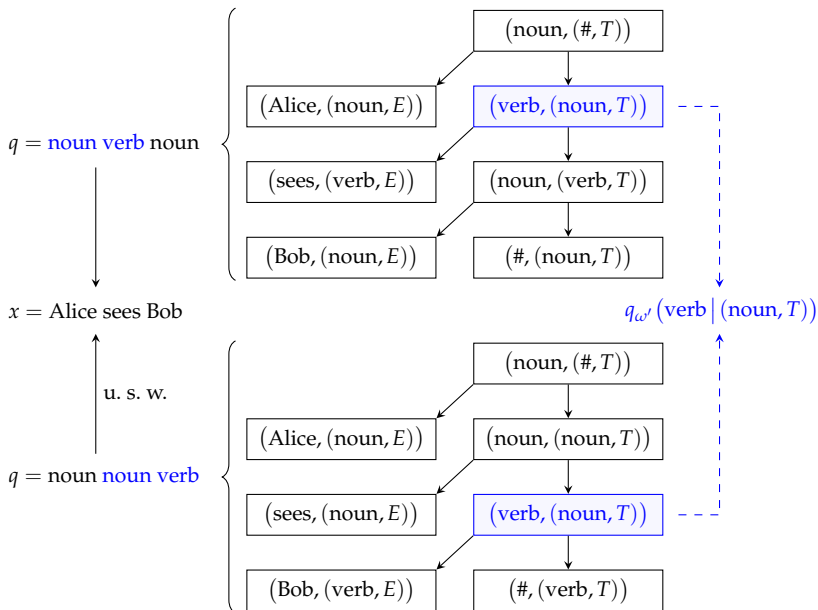 (noun, (#, T))
(Alice, (noun, E)) (verb, (noun, T))
q = noun verb noun
(sees, (verb, E)) (noun, (verb, T))
(Bob, (noun, E)) (#, (noun, T))
x = Alice sees Bob qω′(verb | (noun, T))
(noun, (#, T))
u. s. w.
(Alice, (noun, E)) (noun, (noun, T))
q = noun noun verb
(sees, (noun, E)) (verb, (noun, T))
(Bob, (verb, E)) (#, (verb, T))